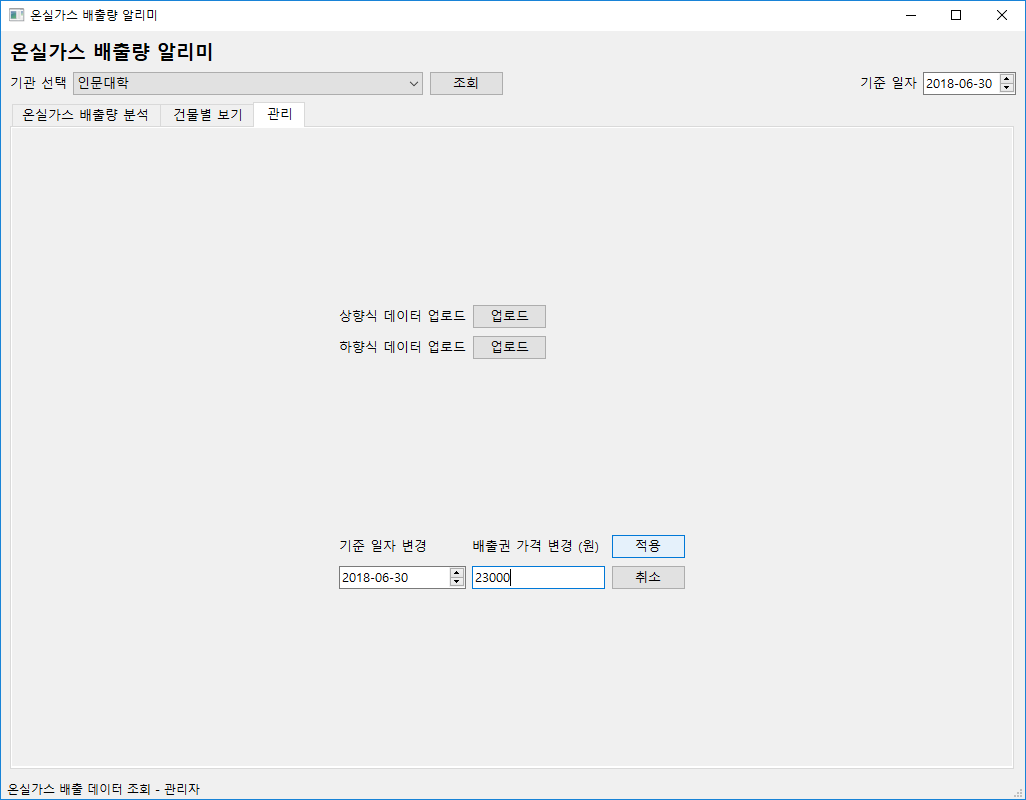 온실가스 배출량 알리미
온실가스 배출량 알리미
기관 선택 인문대학 조회 기준 일자 2018-06-30
온실가스 배출량 분석 건물별 보기 관리
상향식 데이터 업로드 업로드
하향식 데이터 업로드 업로드
기준 일자 변경 배출권 가격 변경 (원) 적용
2018-06-30 23000 취소
온실가스 배출 데이터 조회 - 관리자